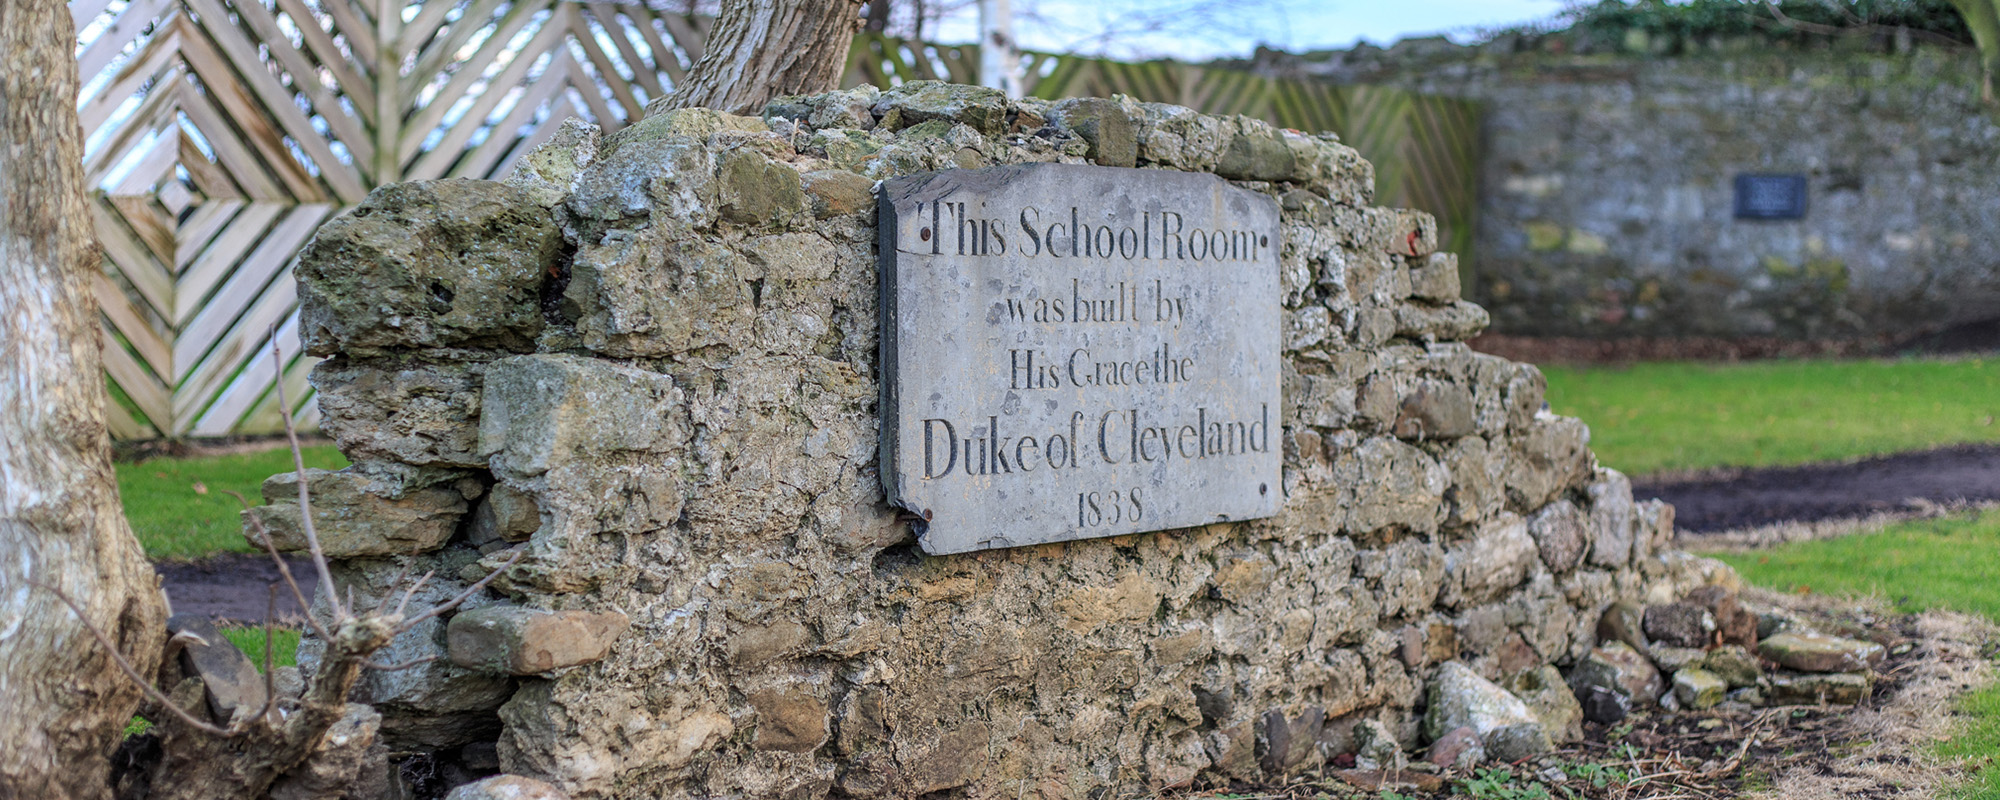 This School Room
was built by
His Grace the
Duke of Cleveland
1838